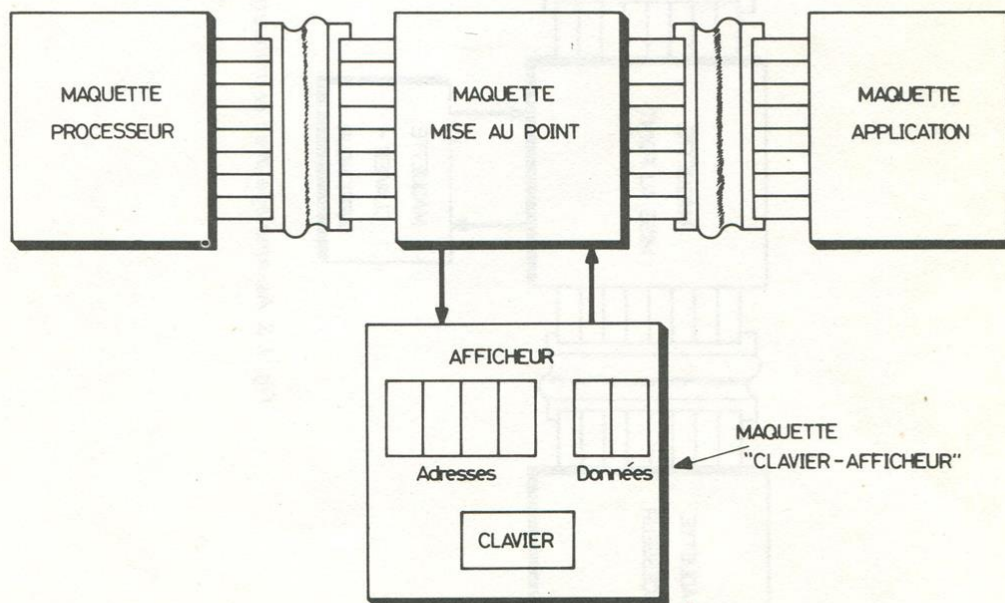 MAQUETTE
PROCESSEUR
MAQUETTE
MISE AU POINT
MAQUETTE
APPLICATION
AFFICHEUR
Adresses
Données
CLAVIER
MAQUETTE
"CLAVIER-AFFICHEUR"